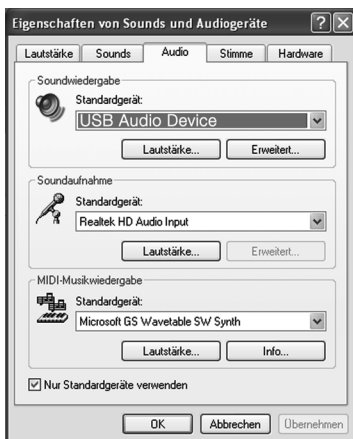 Eigenschaften von Sounds und Audiogeräte
Lautstärke Sounds Audio Stimme Hardware
Soundwiedergabe
Standardgerät:
USB Audio Device
Lautstärke... Erweitert...
Soundaufnahme
Standardgerät:
Realtek HD Audio Input
Lautstärke... Erweitert...
MIDI-Musikwiedergabe
Standardgerät:
Microsoft GS Wavetable SW Synth
Lautstärke... Info...
Nur Standardgeräte verwenden
OK Abbrechen Übernehmen